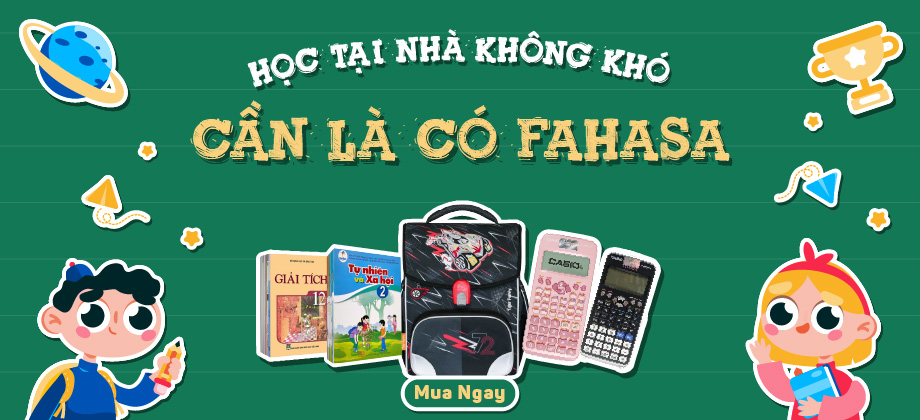 HỌC TẠI NHÀ KHÔNG KHÓ
CẦN LÀ CÓ FAHASA
GIẢI TÍCH
12
Tự nhiên
và Xã hội
2
CASIO
Mua Ngay